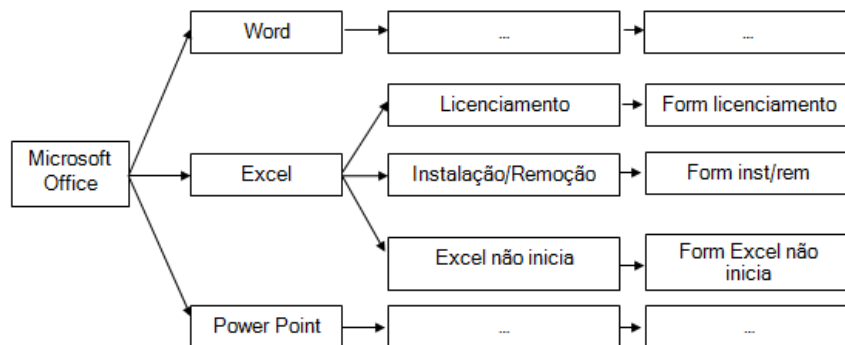 Word
...
...
Licenciamento
Form licenciamento
Microsoft
Office
Excel
Instalação/Remoção
Form inst/rem
Excel não inicia
Form Excel não
inicia
Power Point
...
...